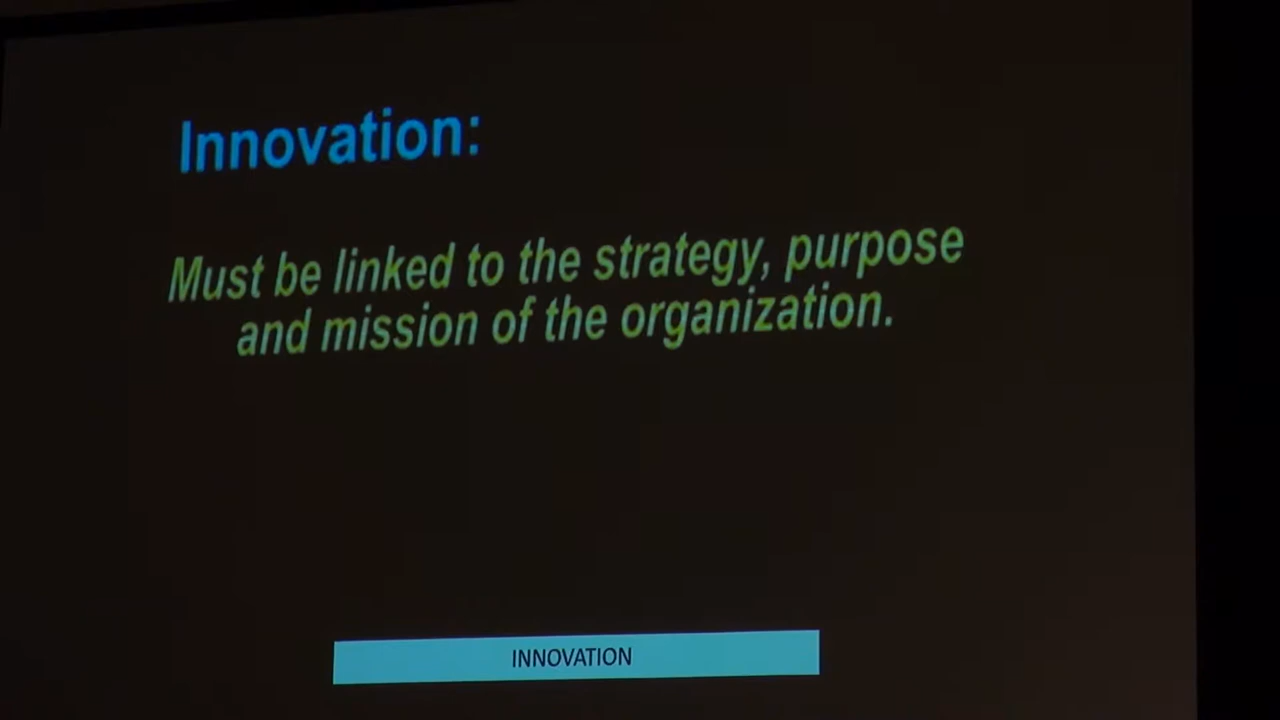 Innovation:
Must be linked to the strategy, purpose
and mission of the organization.
INNOVATION